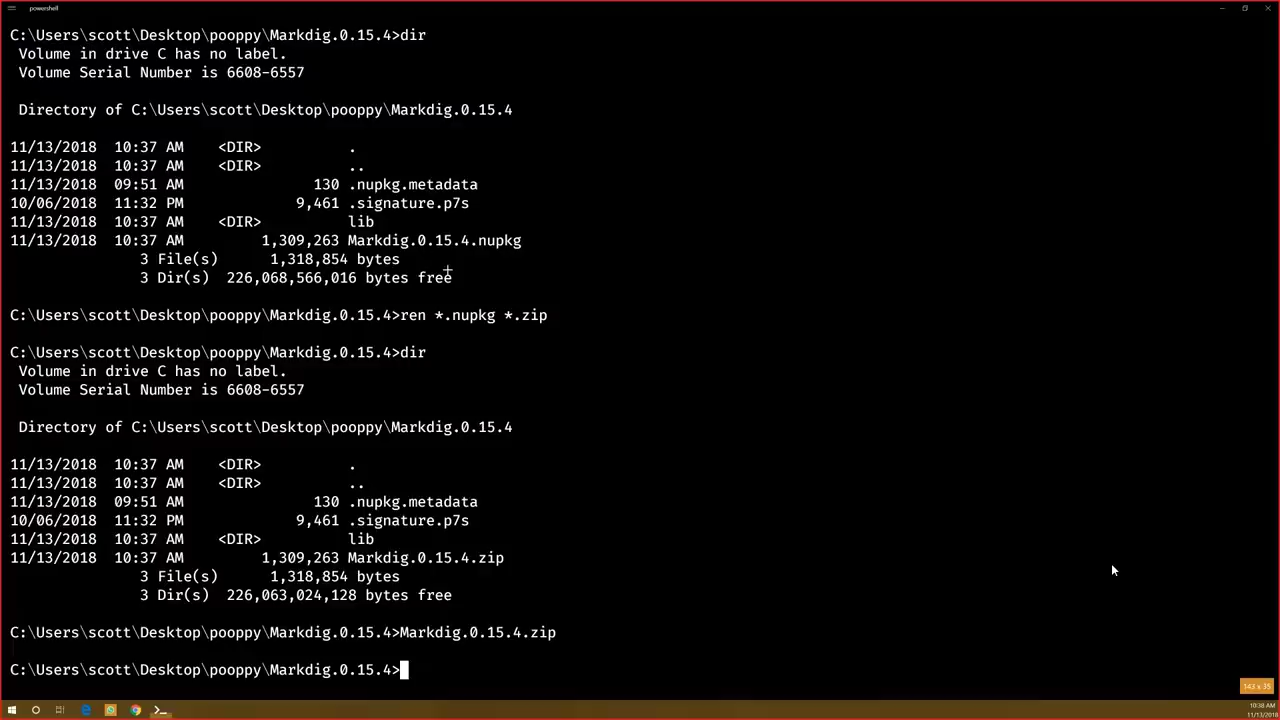 powershell
C:\Users\scott\Desktop\pooppy\Markdig.0.15.4>dir
Volume in drive C has no label.
Volume Serial Number is 6608-6557
Directory of C:\Users\scott\Desktop\pooppy\Markdig.0.15.4
11/13/2018  10:37 AM    <DIR>          .
11/13/2018  10:37 AM    <DIR>          ..
11/13/2018  09:51 AM               130 .nupkg.metadata
10/06/2018  11:32 PM             9,461 .signature.p7s
11/13/2018  10:37 AM    <DIR>          lib
11/13/2018  10:37 AM         1,309,263 Markdig.0.15.4.nupkg
3 File(s)      1,318,854 bytes
3 Dir(s)  226,068,566,016 bytes free
C:\Users\scott\Desktop\pooppy\Markdig.0.15.4>ren *.nupkg *.zip
C:\Users\scott\Desktop\pooppy\Markdig.0.15.4>dir
Volume in drive C has no label.
Volume Serial Number is 6608-6557
Directory of C:\Users\scott\Desktop\pooppy\Markdig.0.15.4
11/13/2018  10:37 AM    <DIR>          .
11/13/2018  10:37 AM    <DIR>          ..
11/13/2018  09:51 AM               130 .nupkg.metadata
10/06/2018  11:32 PM             9,461 .signature.p7s
11/13/2018  10:37 AM    <DIR>          lib
11/13/2018  10:37 AM         1,309,263 Markdig.0.15.4.zip
3 File(s)      1,318,854 bytes
3 Dir(s)  226,063,024,128 bytes free
C:\Users\scott\Desktop\pooppy\Markdig.0.15.4>Markdig.0.15.4.zip
C:\Users\scott\Desktop\pooppy\Markdig.0.15.4>
143 x 35
10:38 AM
11/13/2018